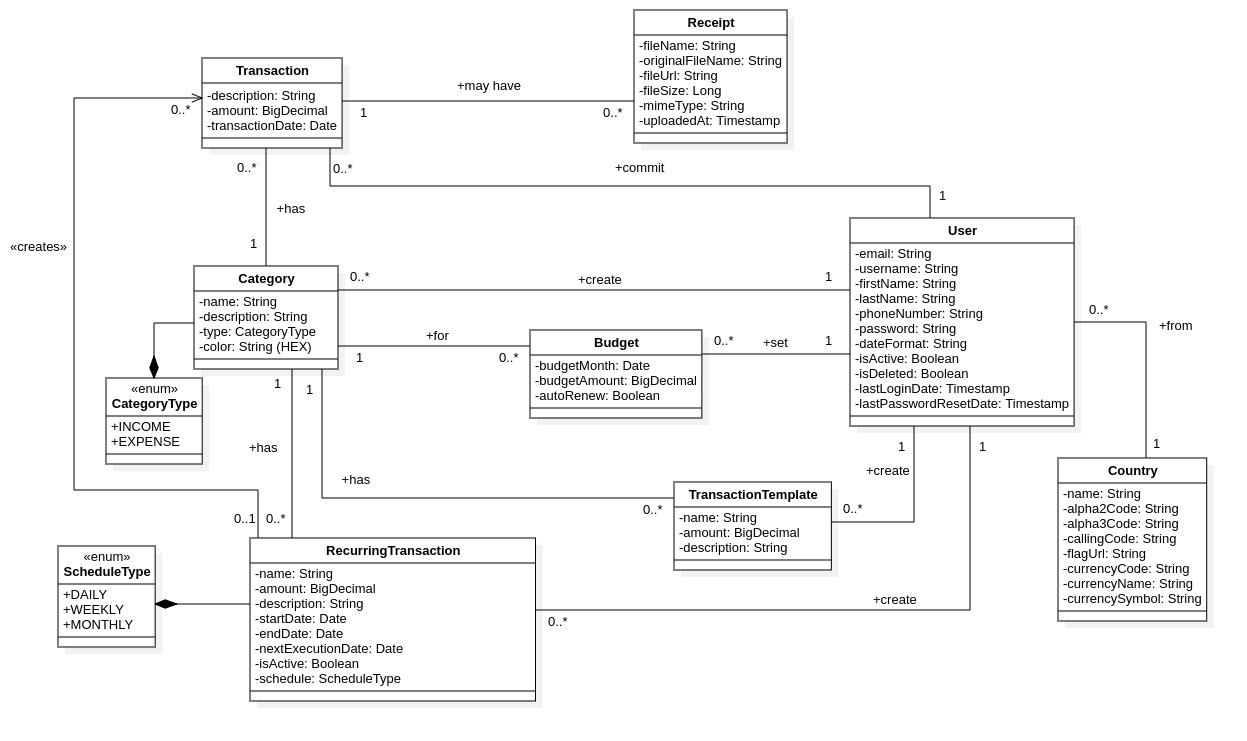 Receipt
-fileName: String
-originalFileName: String
-fileUrl: String
-fileSize: Long
-mimeType: String
-uploadedAt: Timestamp
Transaction
-description: String
-amount: BigDecimal
-transactionDate: Date
+may have
1
0..*
0..*
0..*
0..*
+commit
1
+has
1
«creates»
User
-email: String
-username: String
-firstName: String
-lastName: String
-phoneNumber: String
-password: String
-dateFormat: String
-isActive: Boolean
-isDeleted: Boolean
-lastLoginDate: Timestamp
-lastPasswordResetDate: Timestamp
Category
-name: String
-description: String
-type: CategoryType
-color: String (HEX)
0..*
+create
1
+for
1
0..*
Budget
-budgetMonth: Date
-budgetAmount: BigDecimal
-autoRenew: Boolean
0..*
+set
1
0..*
+from
1
«enum»
CategoryType
+INCOME
+EXPENSE
1
1
+has
+has
0..1
0..*
0..*
TransactionTemplate
-name: String
-amount: BigDecimal
-description: String
1
+create
0..*
1
Country
-name: String
-alpha2Code: String
-alpha3Code: String
-callingCode: String
-flagUrl: String
-currencyCode: String
-currencyName: String
-currencySymbol: String
«enum»
ScheduleType
+DAILY
+WEEKLY
+MONTHLY
RecurringTransaction
-name: String
-amount: BigDecimal
-description: String
-startDate: Date
-endDate: Date
-nextExecutionDate: Date
-isActive: Boolean
-schedule: ScheduleType
+create
0..*